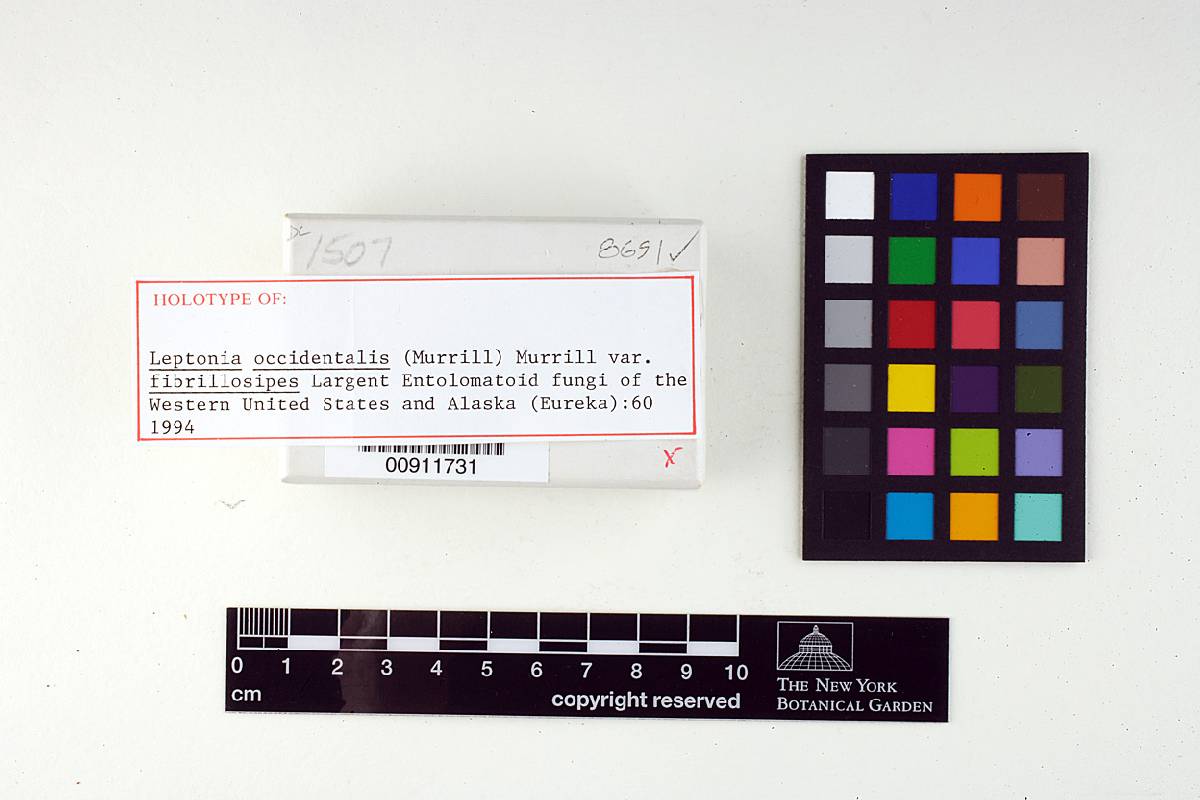 DL
1507
8691✓
HOLOTYPE OF:
Leptonia occidentalis (Murrill) Murrill var.
fibrillosipes Largent Entolomatoid fungi of the
Western United States and Alaska (Eureka):60
1994
00911731
X
0 1 2 3 4 5 6 7 8 9 10
cm
copyright reserved
THE NEW YORK
BOTANICAL GARDEN